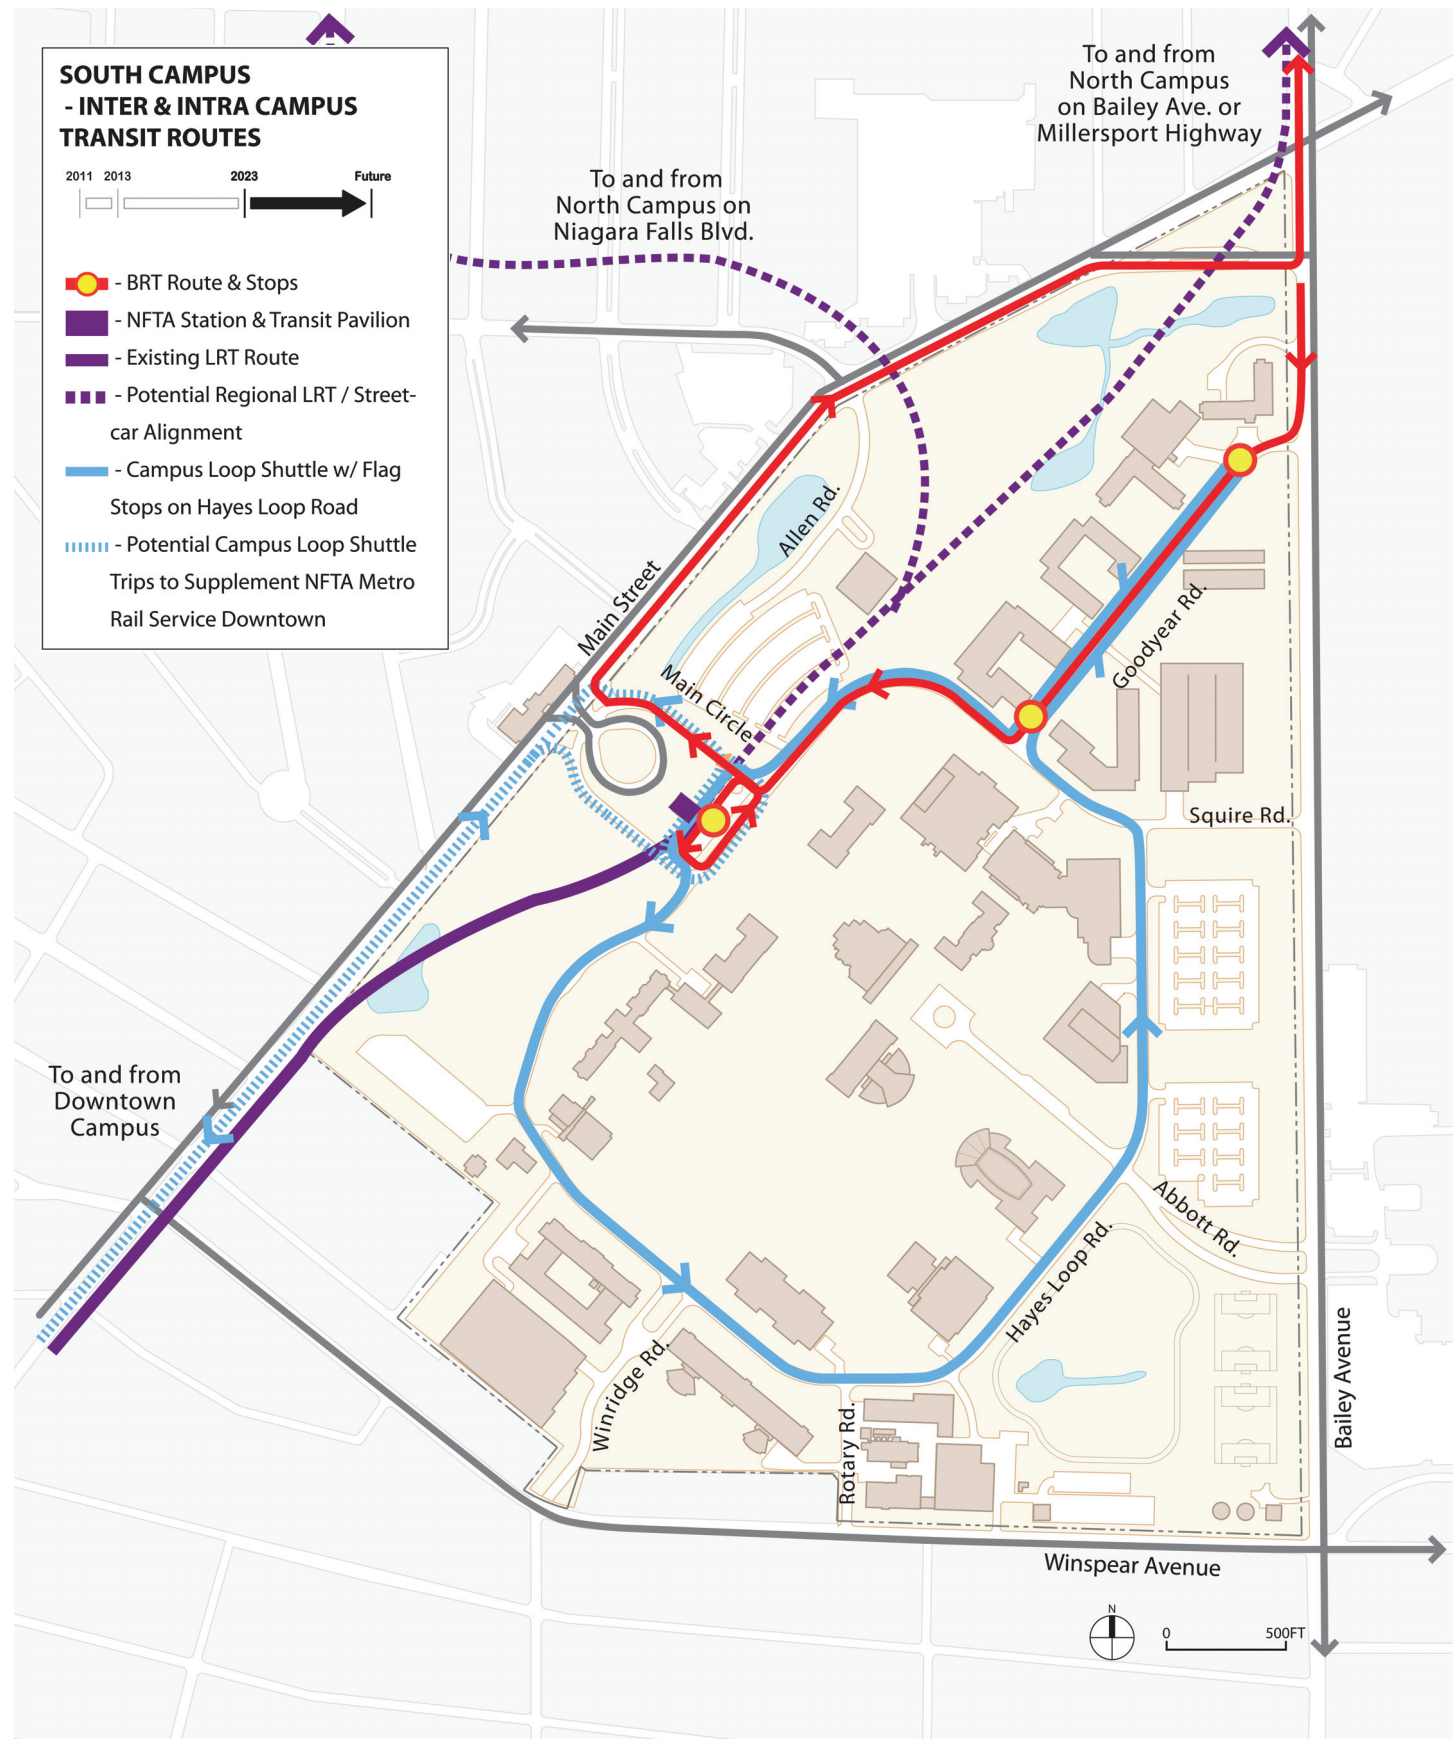 SOUTH CAMPUS
- INTER & INTRA CAMPUS
TRANSIT ROUTES
2011 2013 2023 Future
- BRT Route & Stops
- NFTA Station & Transit Pavilion
- Existing LRT Route
- Potential Regional LRT / Street-
car Alignment
- Campus Loop Shuttle w/ Flag
Stops on Hayes Loop Road
- Potential Campus Loop Shuttle
Trips to Supplement NFTA Metro
Rail Service Downtown
To and from
North Campus
on Bailey Ave. or
Millersport Highway
To and from
North Campus on
Niagara Falls Blvd.
Allen Rd.
Main Street
Main Circle
Goodyear Rd.
Squire Rd.
To and from
Downtown
Campus
Abbott Rd.
Hayes Loop Rd.
Winridge Rd.
Rotary Rd.
Bailey Avenue
Winspear Avenue
N
0 500FT